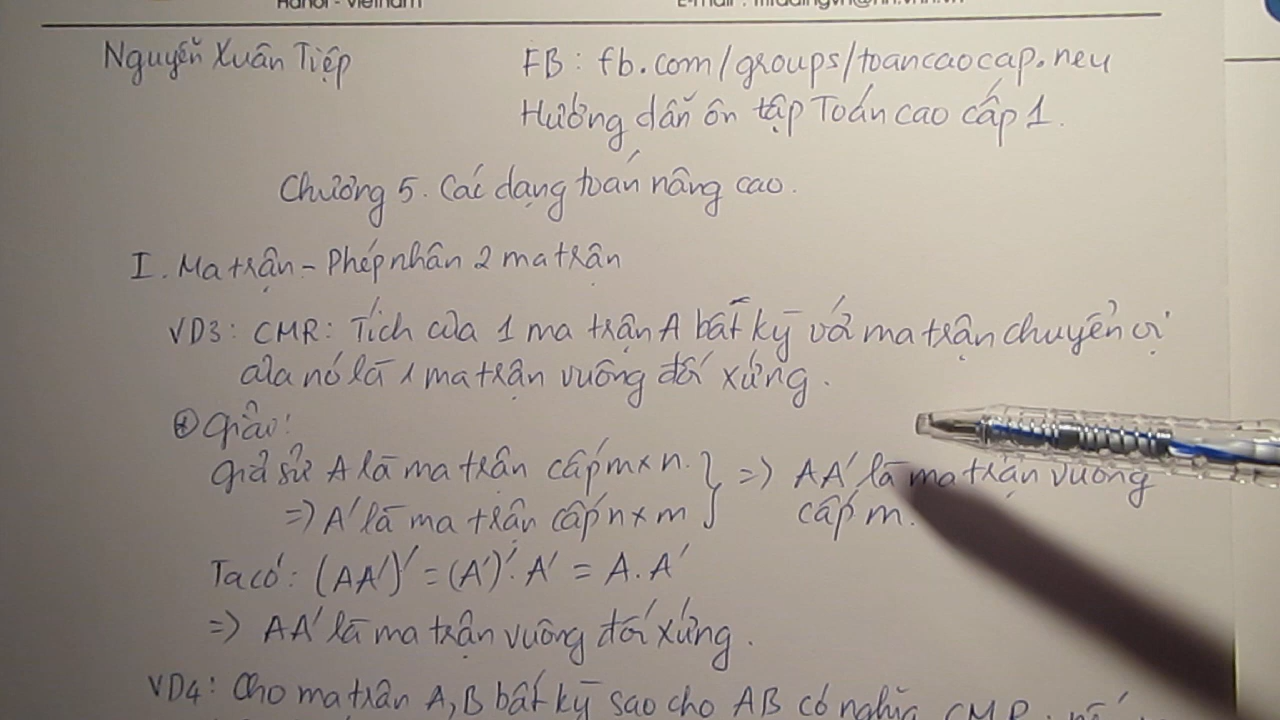 Hanoi - Vietnam
Nguyễn Xuân Tiệp
FB: fb.com/groups/toancaocap.neu
Hướng dẫn ôn tập Toán cao cấp 1.
Chương 5. Các dạng toán nâng cao.
I. Ma trận - Phép nhân 2 ma trận
VD3: CMR: Tích của 1 ma trận A bất kỳ với ma trận chuyển vị
của nó là 1 ma trận vuông đối xứng.
Giải:
Giả sử A là ma trận cấp m×n. } => AA' là ma trận vuông
=> A' là ma trận cấp n×m cấp m.
Ta có: (AA')' = (A')'. A' = A.A'
=> AA' là ma trận vuông đối xứng.
VD4: Cho ma trận A, B bất kỳ sao cho AB có nghĩa CMR: